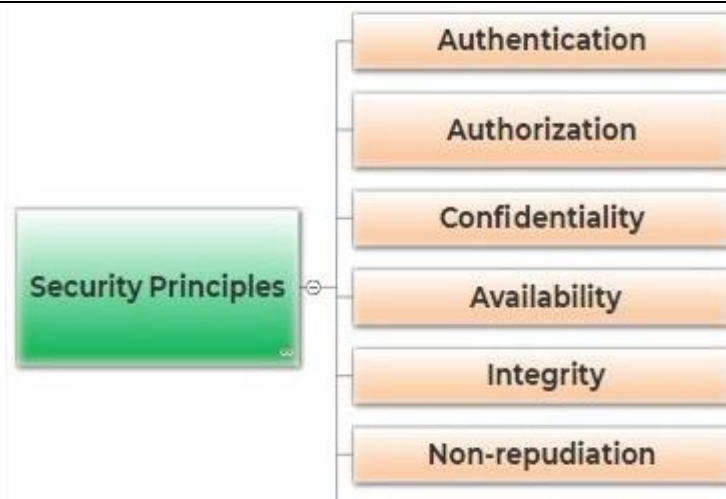 Authentication
Authorization
Confidentiality
Security Principles
Availability
Integrity
Non-repudiation